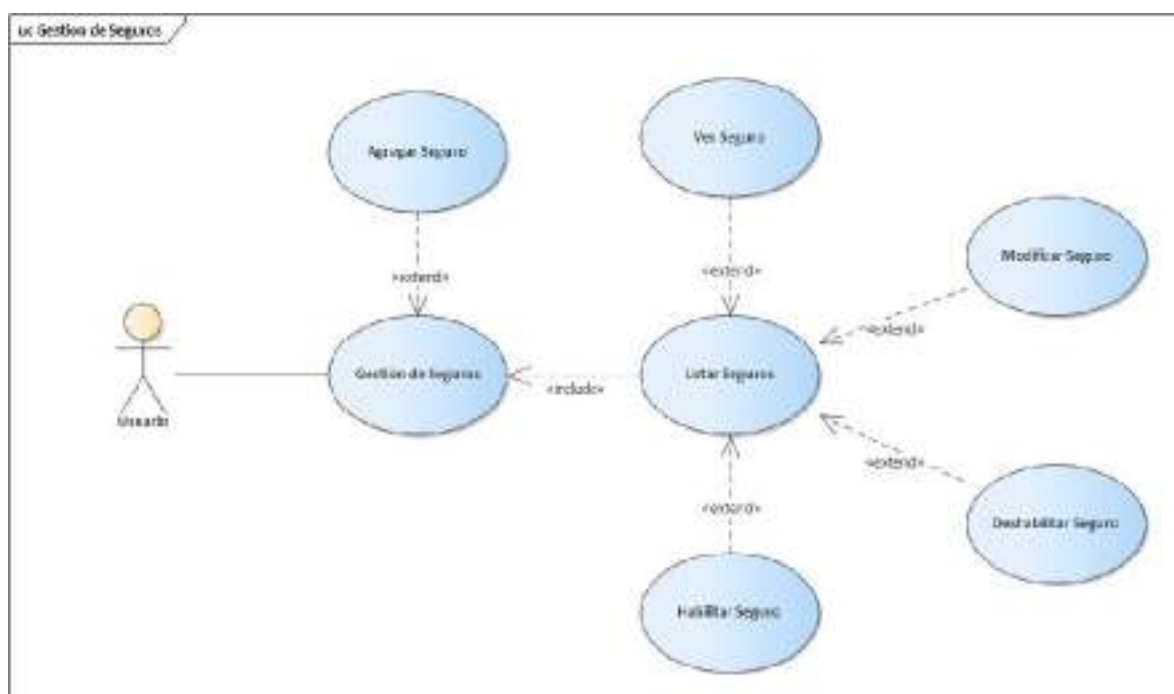 uc Gestion de Seguros
Agregue Seguro
Ver Seguro
«extend»
«extend»
Modificar Seguro
«extend»
Usuario
Gestion de Seguros
«include»
Listar Seguros
«extend»
Deshabilitar Seguro
«extend»
Habilitar Seguro